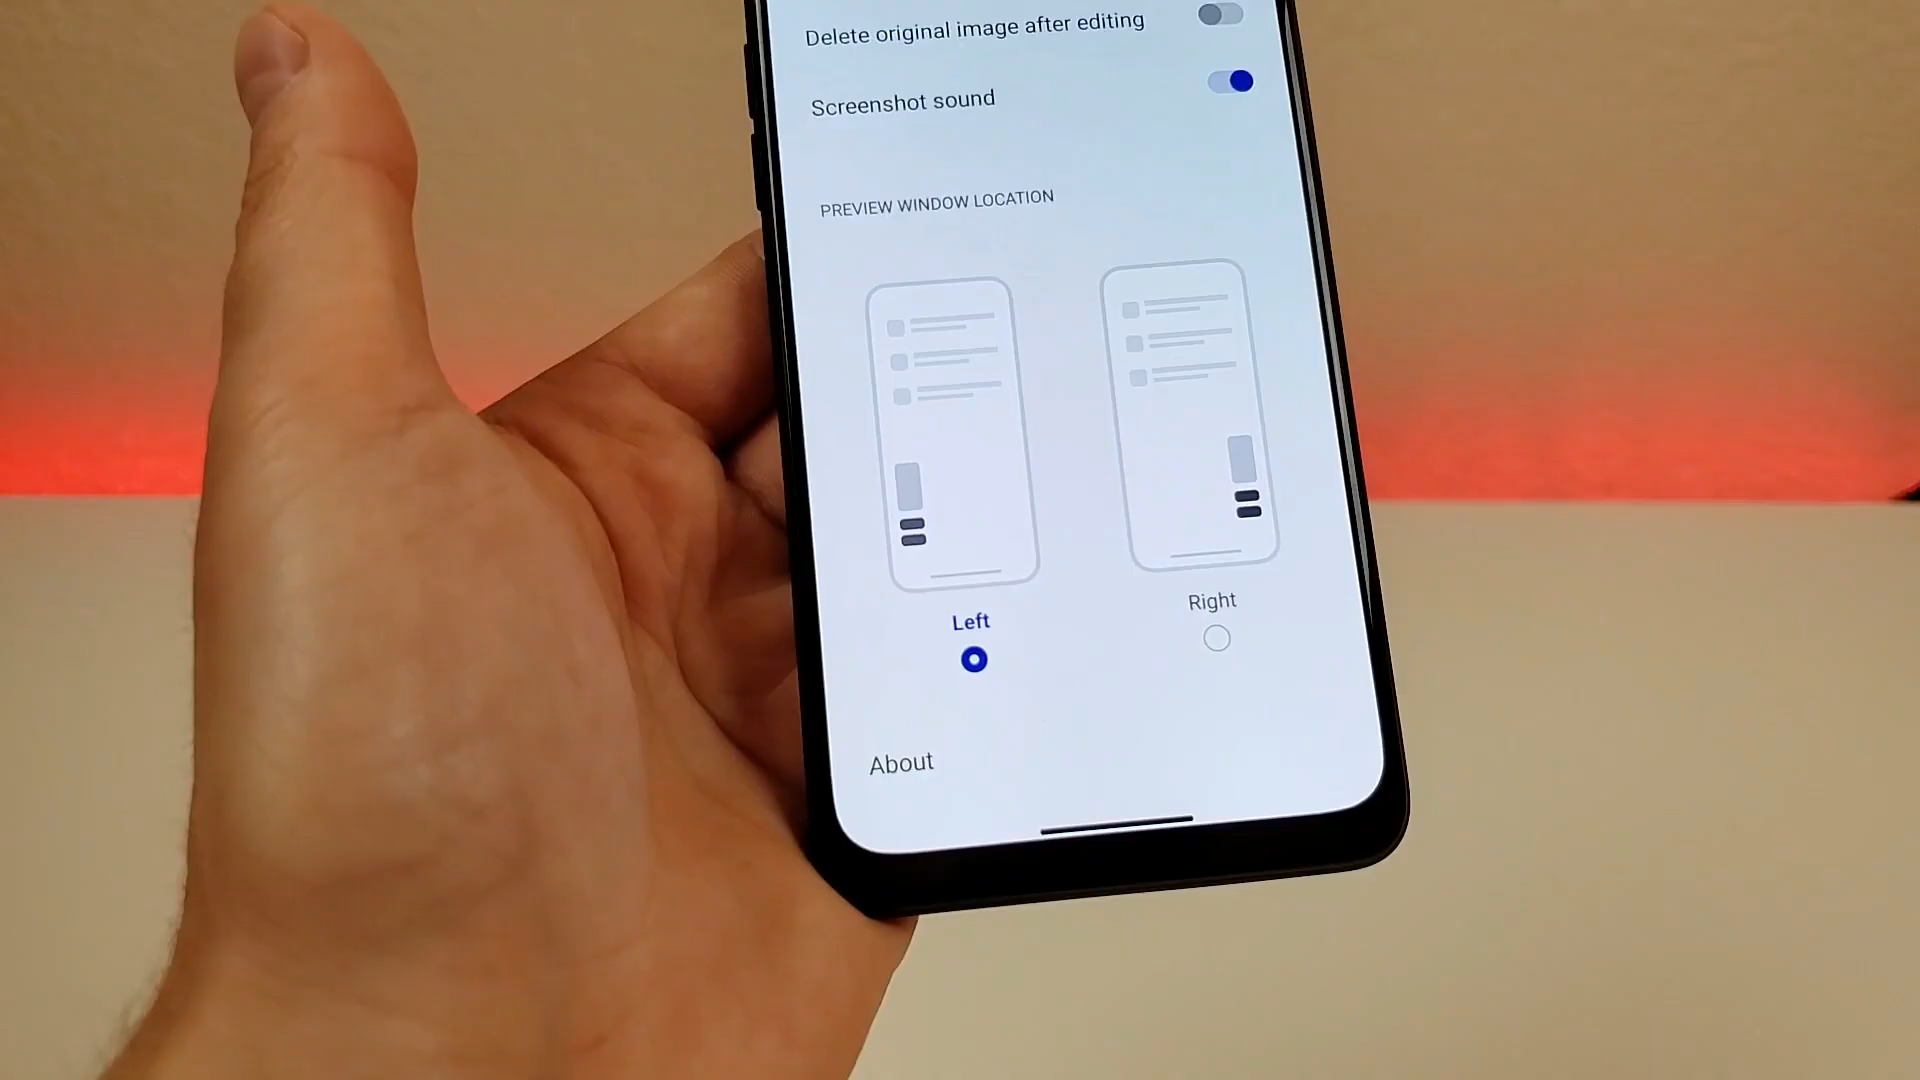 Delete original image after editing
Screenshot sound
PREVIEW WINDOW LOCATION
Left
Right
About